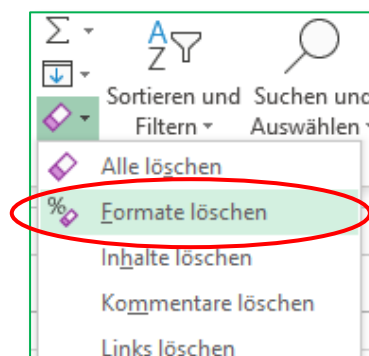 Sortieren und Suchen und
Filtern Auswählen
Alle löschen
Formate löschen
Inhalte löschen
Kommentare löschen
Links löschen